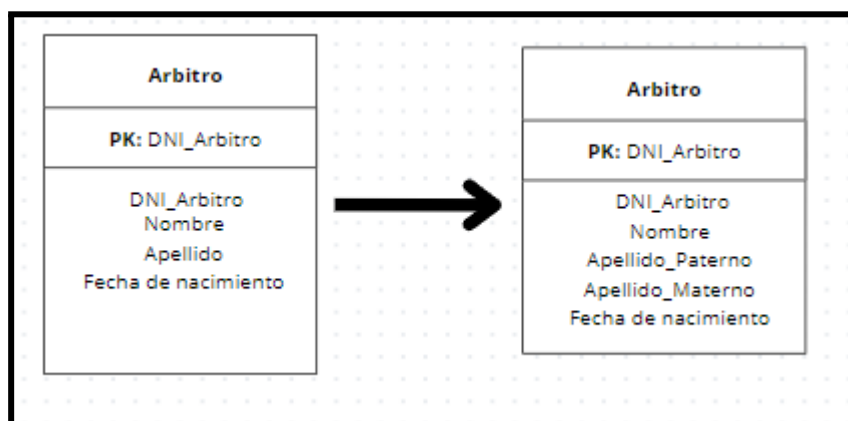 Arbitro
PK: DNI_Arbitro
DNI_Arbitro
Nombre
Apellido
Fecha de nacimiento
Arbitro
PK: DNI_Arbitro
DNI_Arbitro
Nombre
Apellido_Paterno
Apellido_Materno
Fecha de nacimiento